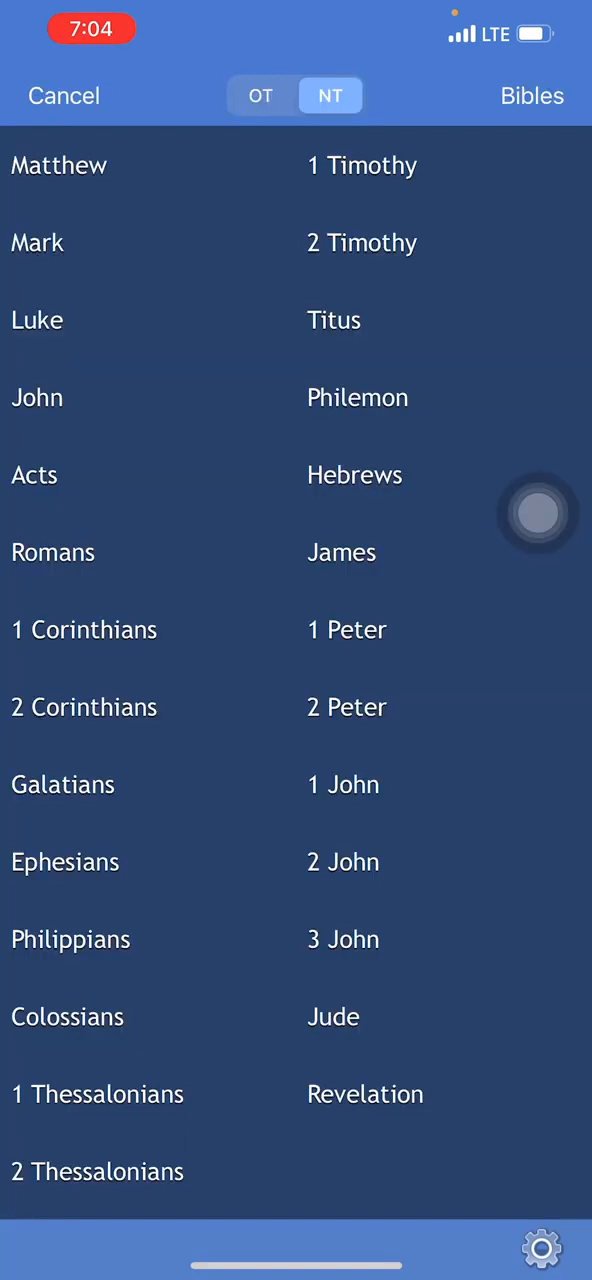 7:04
LTE
Cancel
OT
NT
Bibles
Matthew
Mark
Luke
John
Acts
Romans
1 Corinthians
2 Corinthians
Galatians
Ephesians
Philippians
Colossians
1 Thessalonians
2 Thessalonians
1 Timothy
2 Timothy
Titus
Philemon
Hebrews
James
1 Peter
2 Peter
1 John
2 John
3 John
Jude
Revelation